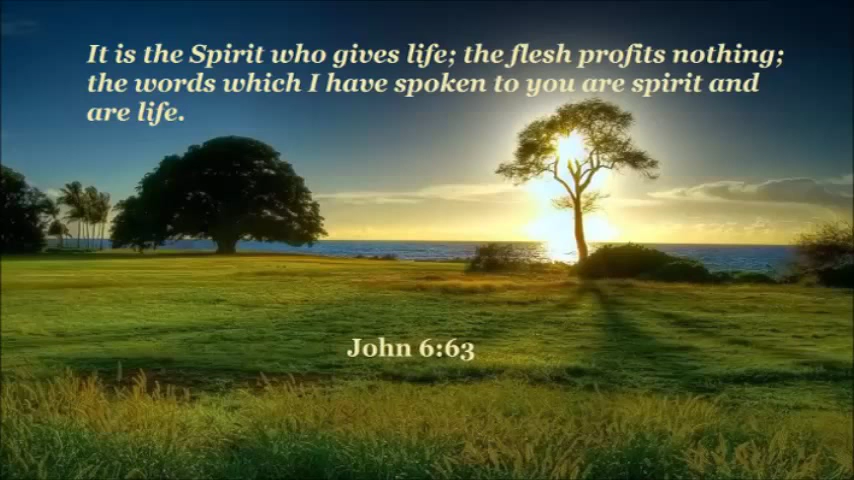 It is the Spirit who gives life; the flesh profits nothing;
the words which I have spoken to you are spirit and
are life.
John 6:63